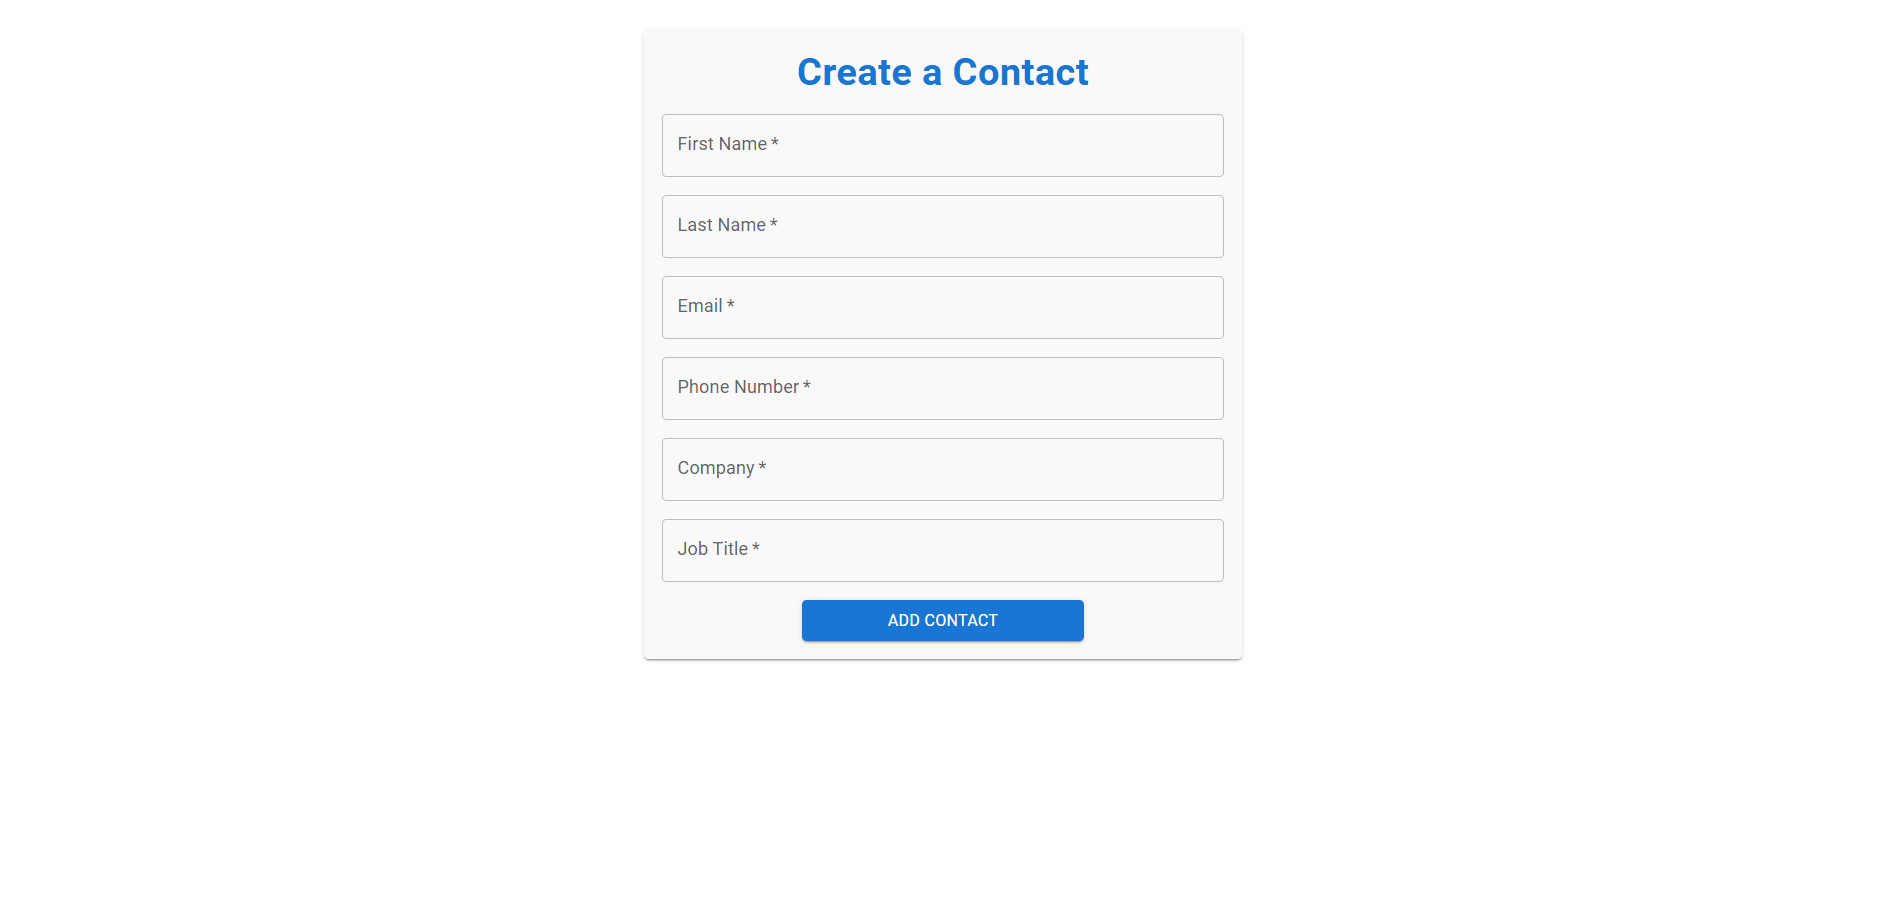 Create a Contact
First Name *
Last Name *
Email *
Phone Number *
Company *
Job Title *
ADD CONTACT